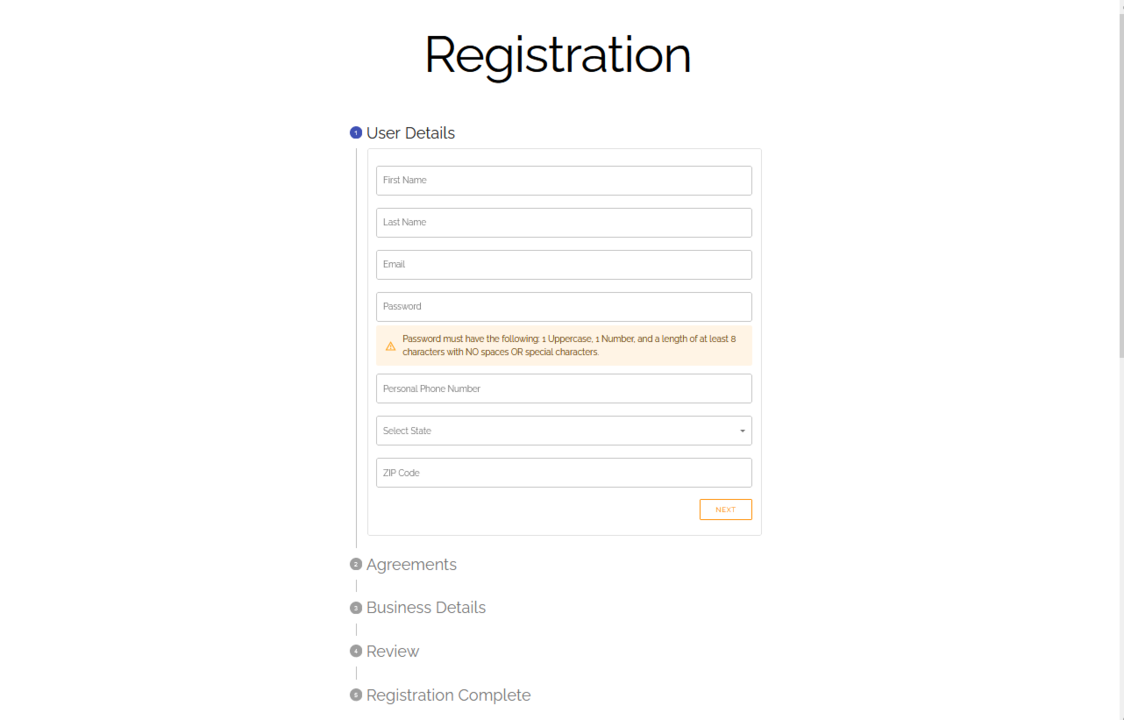 Registration
1 User Details
First Name
Last Name
Email
Password
Password must have the following: 1 Uppercase, 1 Number, and a length of at least 8
characters with NO spaces OR special characters.
Personal Phone Number
Select State
ZIP Code
NEXT
2 Agreements
3 Business Details
4 Review
5 Registration Complete